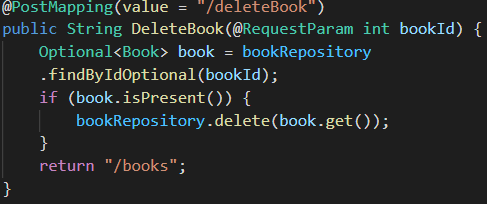 @PostMapping(value = "/deleteBook")
public String DeleteBook(@RequestParam int bookId) {
    Optional<Book> book = bookRepository
    .findByIdOptional(bookId);
    if (book.isPresent()) {
        bookRepository.delete(book.get());
    }
    return "/books";
}